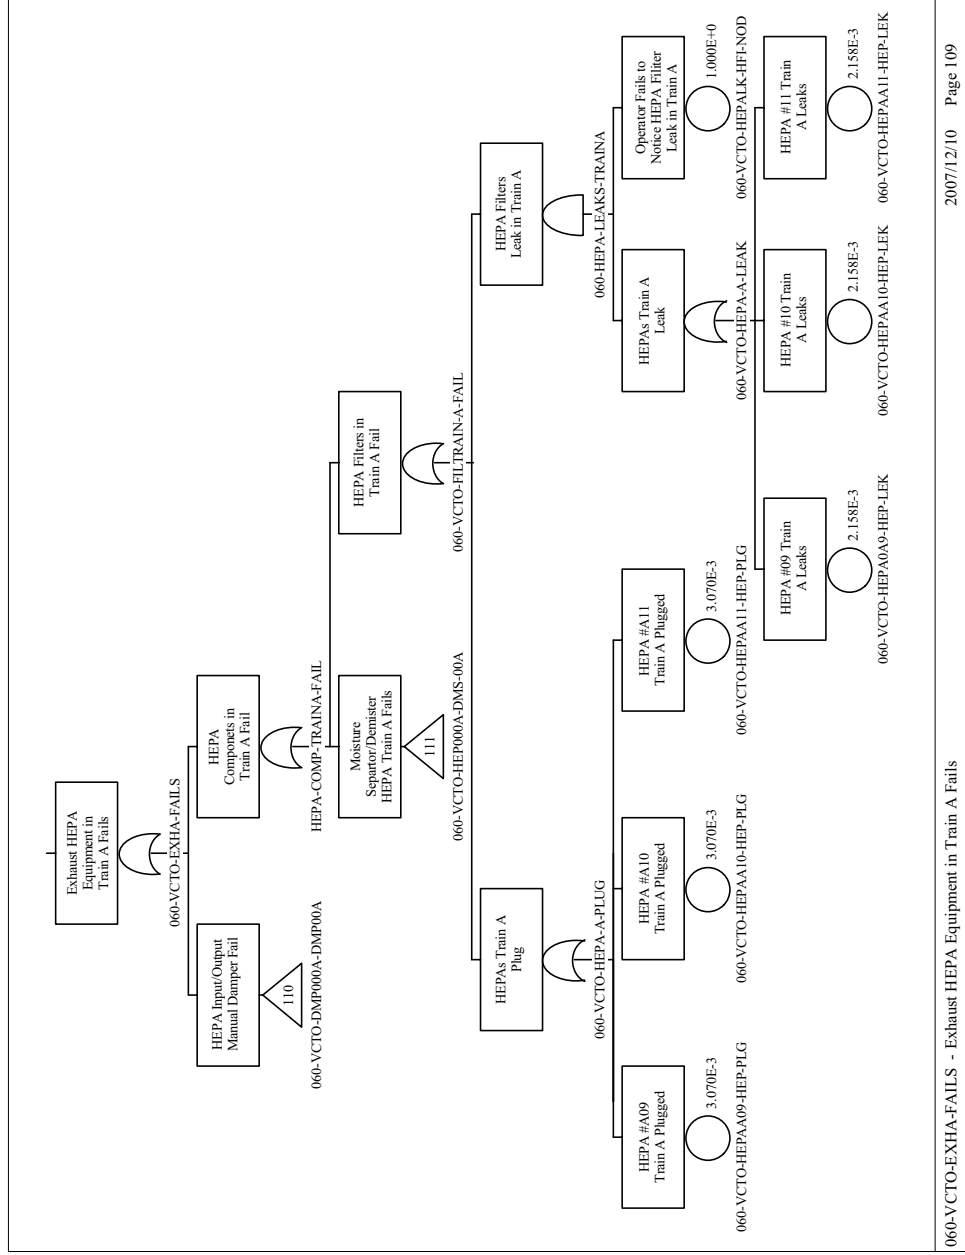 Exhaust HEPA
Equipment in
Train A Fails
060-VCTO-EXHA-FAILS
HEPA Input/Output
Manual Damper Fail
110
060-VCTO-DMP000A-DMP00A
HEPA
Componets in
Train A Fail
HEPA-COMP-TRAINA-FAIL
Moisture
Separtor/Demister
HEPA Train A Fails
111
060-VCTO-HEP000A-DMS-00A
HEPA Filters in
Train A Fail
060-VCTO-FILTRAIN-A-FAIL
HEPAs Train A
Plug
060-VCTO-HEPA-A-PLUG
HEPA Filters
Leak in Train A
060-HEPA-LEAKS-TRAINA
HEPA #A09
Train A Plugged
3.070E-3
060-VCTO-HEPAA09-HEP-PLG
HEPA #A10
Train A Plugged
3.070E-3
060-VCTO-HEPAA10-HEP-PLG
HEPA #A11
Train A Plugged
3.070E-3
060-VCTO-HEPAA11-HEP-PLG
HEPAs Train A
Leak
060-VCTO-HEPA-A-LEAK
Operator Fails to
Notice HEPA Filiter
Leak in Train A
1.000E+0
060-VCTO-HEPALK-HFI-NOD
HEPA #09 Train
A Leaks
2.158E-3
060-VCTO-HEPA0A9-HEP-LEK
HEPA #10 Train
A Leaks
2.158E-3
060-VCTO-HEPAA10-HEP-LEK
HEPA #11 Train
A Leaks
2.158E-3
060-VCTO-HEPAA11-HEP-LEK
060-VCTO-EXHA-FAILS - Exhaust HEPA Equipment in Train A Fails
2007/12/10 Page 109